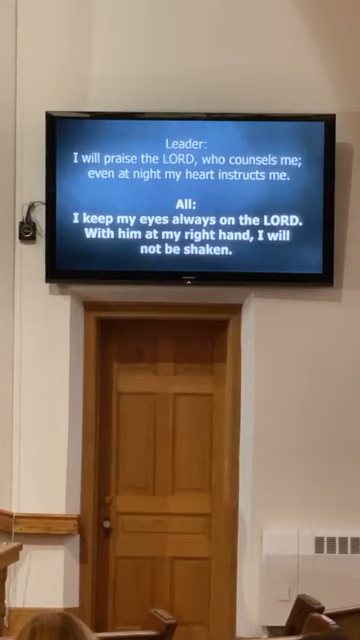 Leader:
I will praise the LORD, who counsels me;
even at night my heart instructs me.
All:
I keep my eyes always on the LORD.
With him at my right hand, I will
not be shaken.